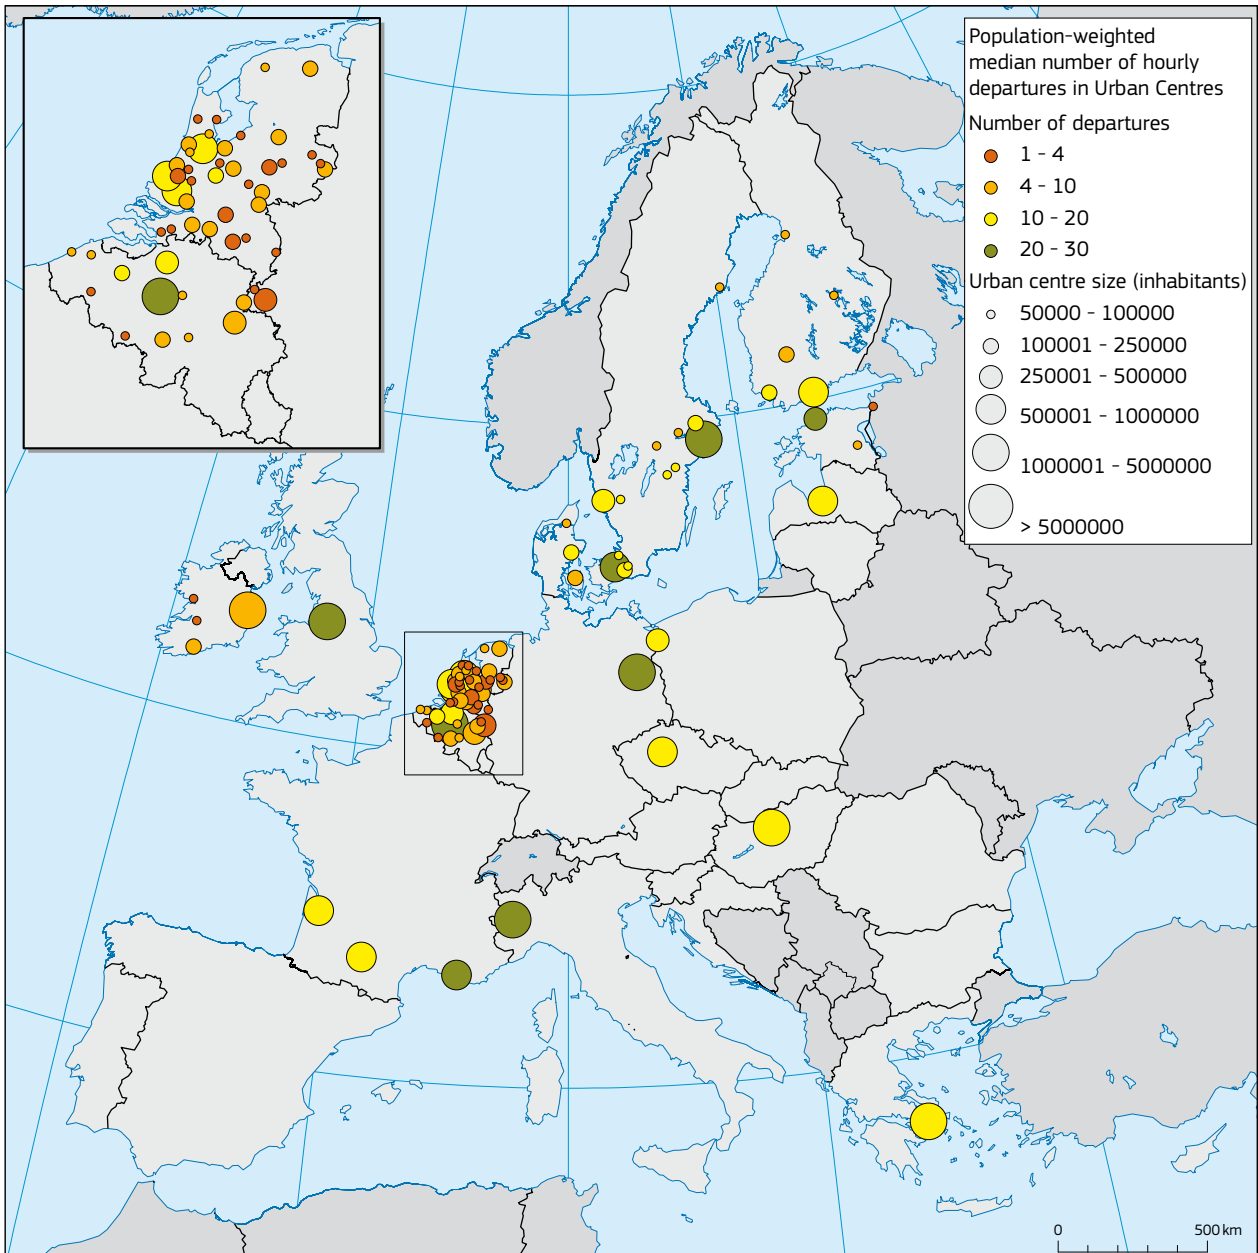 Population-weighted
median number of hourly
departures in Urban Centres
Number of departures
1 - 4
4 - 10
10 - 20
20 - 30
Urban centre size (inhabitants)
50000 - 100000
100001 - 250000
250001 - 500000
500001 - 1000000
1000001 - 5000000
> 5000000
0 500 km